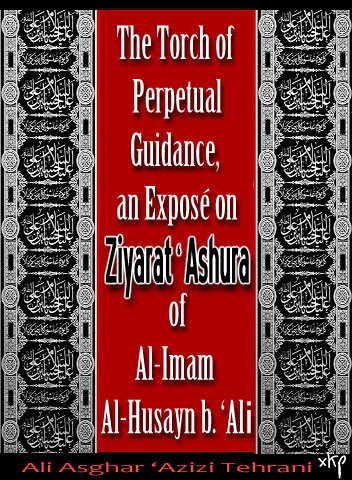 The Torch of
Perpetual
Guidance,
an Exposé on
Ziyarat ‘Ashura
of
Al-Imam
Al-Husayn b. ‘Ali
Ali Asghar ‘Azizi Tehrani
xkp